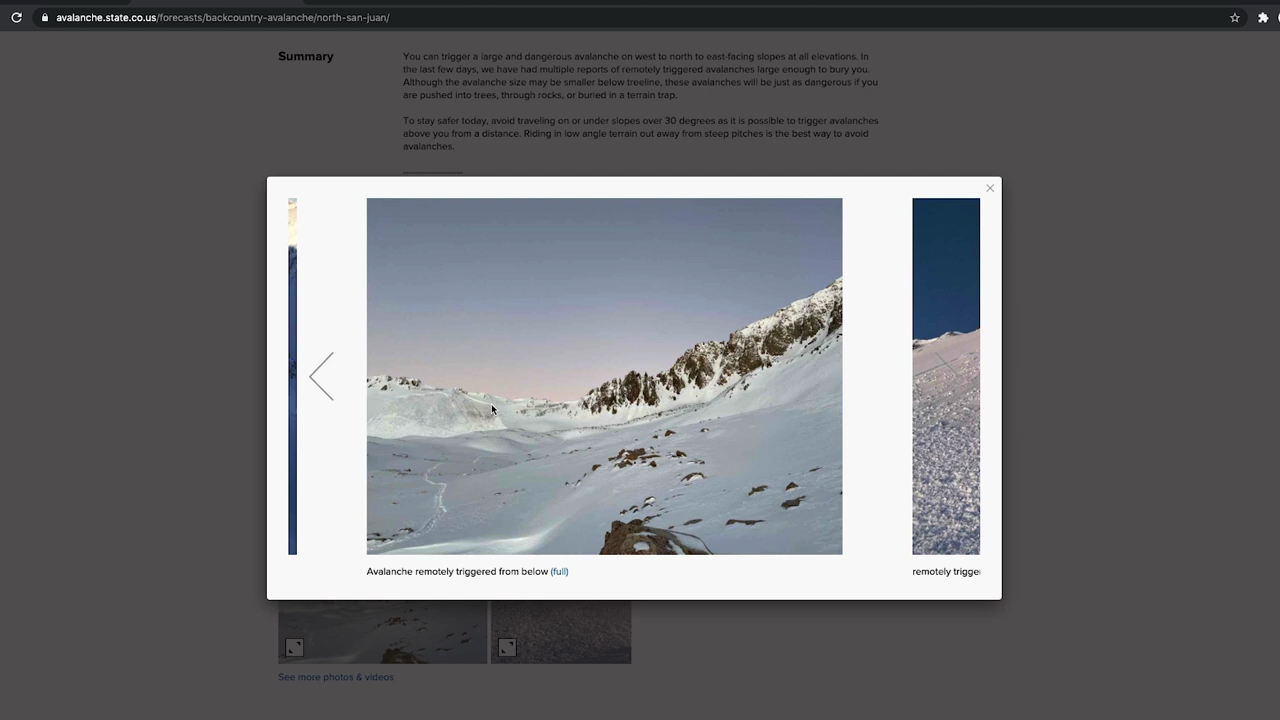 avalanche.state.co.us/forecasts/backcountry-avalanche/north-san-juan/
Summary
You can trigger a large and dangerous avalanche on west to north to east-facing slopes at all elevations. In
the last few days, we have had multiple reports of remotely triggered avalanches large enough to bury you.
Although the avalanche size may be smaller below treeline, these avalanches will be just as dangerous if you
are pushed into trees, through rocks, or buried in a terrain trap.
To stay safer today, avoid traveling on or under slopes over 30 degrees as it is possible to trigger avalanches
above you from a distance. Riding in low angle terrain out away from steep pitches is the best way to avoid
avalanches.
Avalanche remotely triggered from below (full)
remotely trigge
See more photos & videos